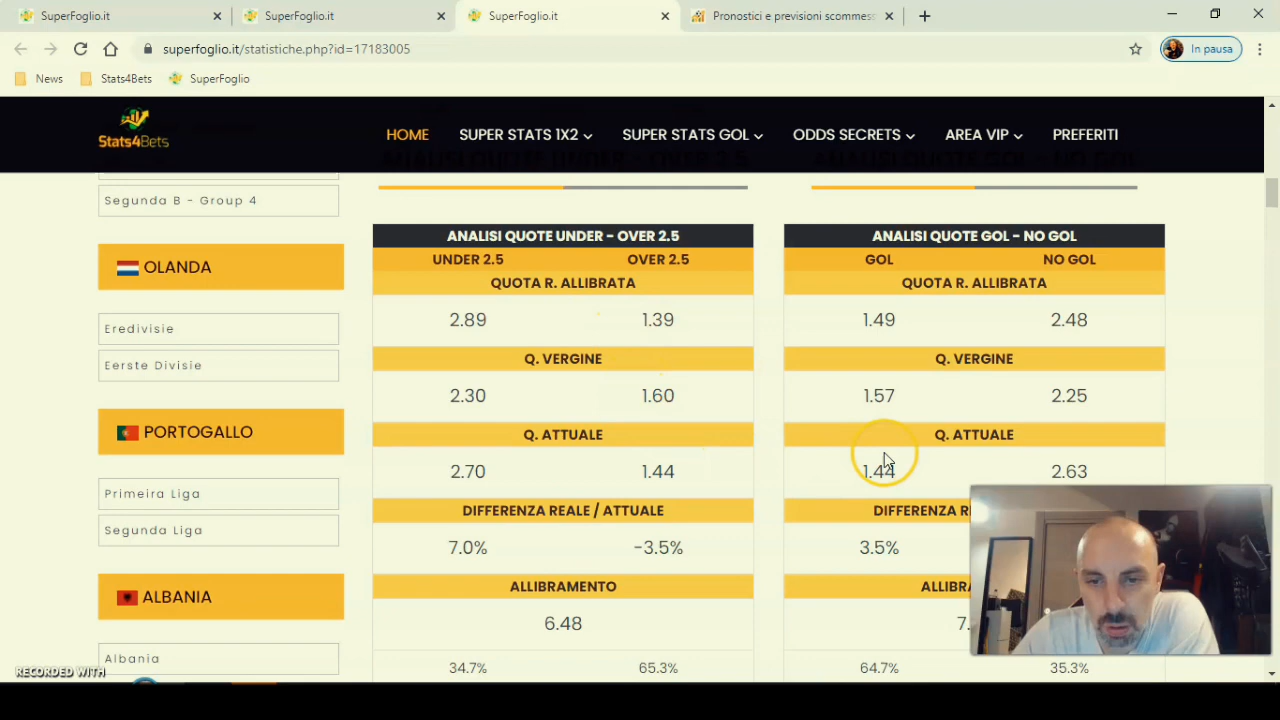 SuperFoglio.it
SuperFoglio.it
SuperFoglio.it
Pronostici e previsioni scommes
superfoglio.it/statistiche.php?id=17183005
In pausa
News
Stats4Bets
SuperFoglio
Stats4Bets
HOME
SUPER STATS 1X2
SUPER STATS GOL
ODDS SECRETS
AREA VIP
PREFERITI
Segunda B - Group 4
OLANDA
Eredivisie
Eerste Divisie
PORTOGALLO
Primeira Liga
Segunda Liga
ALBANIA
Albania
ANALISI QUOTE UNDER - OVER 2.5
UNDER 2.5 OVER 2.5
QUOTA R. ALLIBRATA
2.89 1.39
Q. VERGINE
2.30 1.60
Q. ATTUALE
2.70 1.44
DIFFERENZA REALE / ATTUALE
7.0% -3.5%
ALLIBRAMENTO
6.48
34.7% 65.3%
ANALISI QUOTE GOL - NO GOL
GOL NO GOL
QUOTA R. ALLIBRATA
1.49 2.48
Q. VERGINE
1.57 2.25
Q. ATTUALE
1.44 2.63
DIFFERENZA R
3.5%
ALLIBRA
7.
64.7% 35.3%
RECORDED WITH